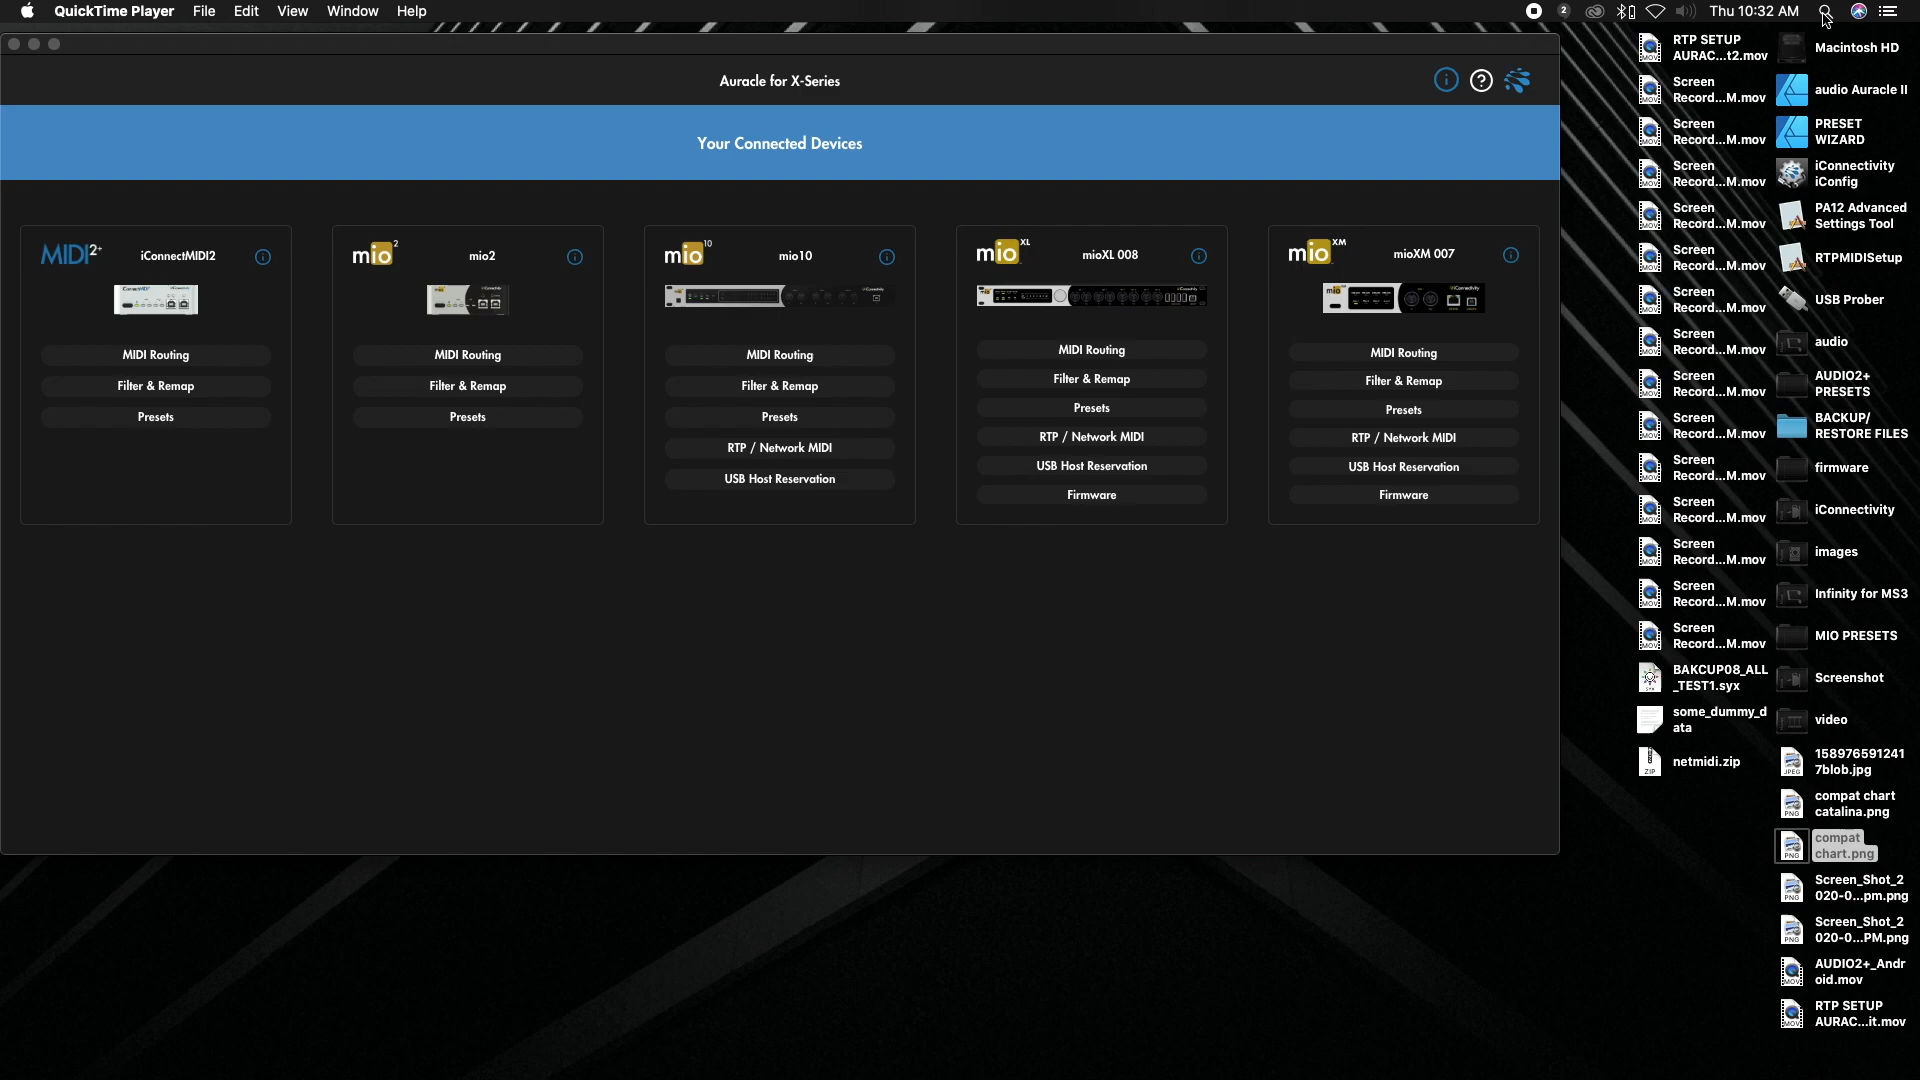 QuickTime Player File Edit View Window Help
2 Thu 10:32 AM
Auracle for X-Series
Your Connected Devices
MIDI2+ iConnectMIDI2
MIDI Routing
Filter & Remap
Presets
mio2 mio2
MIDI Routing
Filter & Remap
Presets
mio10 mio10
MIDI Routing
Filter & Remap
Presets
RTP / Network MIDI
USB Host Reservation
mioXL mioXL 008
MIDI Routing
Filter & Remap
Presets
RTP / Network MIDI
USB Host Reservation
Firmware
mioXM mioXM 007
MIDI Routing
Filter & Remap
Presets
RTP / Network MIDI
USB Host Reservation
Firmware
RTP SETUP
AURAC...t2.mov
Screen
Record...M.mov
Screen
Record...M.mov
Screen
Record...M.mov
Screen
Record...M.mov
Screen
Record...M.mov
Screen
Record...M.mov
Screen
Record...M.mov
Screen
Record...M.mov
Screen
Record...M.mov
Screen
Record...M.mov
Screen
Record...M.mov
Screen
Record...M.mov
Screen
Record...M.mov
Screen
Record...M.mov
BAKCUP08_ALL
_TEST1.syx
some_dummy_d
ata
netmidi.zip
Macintosh HD
audio Auracle II
PRESET
WIZARD
iConnectivity
iConfig
PA12 Advanced
Settings Tool
RTPMIDISetup
USB Prober
audio
AUDIO2+
PRESETS
BACKUP/
RESTORE FILES
firmware
iConnectivity
images
Infinity for MS3
MIO PRESETS
Screenshot
video
158976591241
7blob.jpg
compat chart
catalina.png
compat
chart.png
Screen_Shot_2
020-0...pm.png
Screen_Shot_2
020-0...PM.png
AUDIO2+_Andr
oid.mov
RTP SETUP
AURAC...it.mov